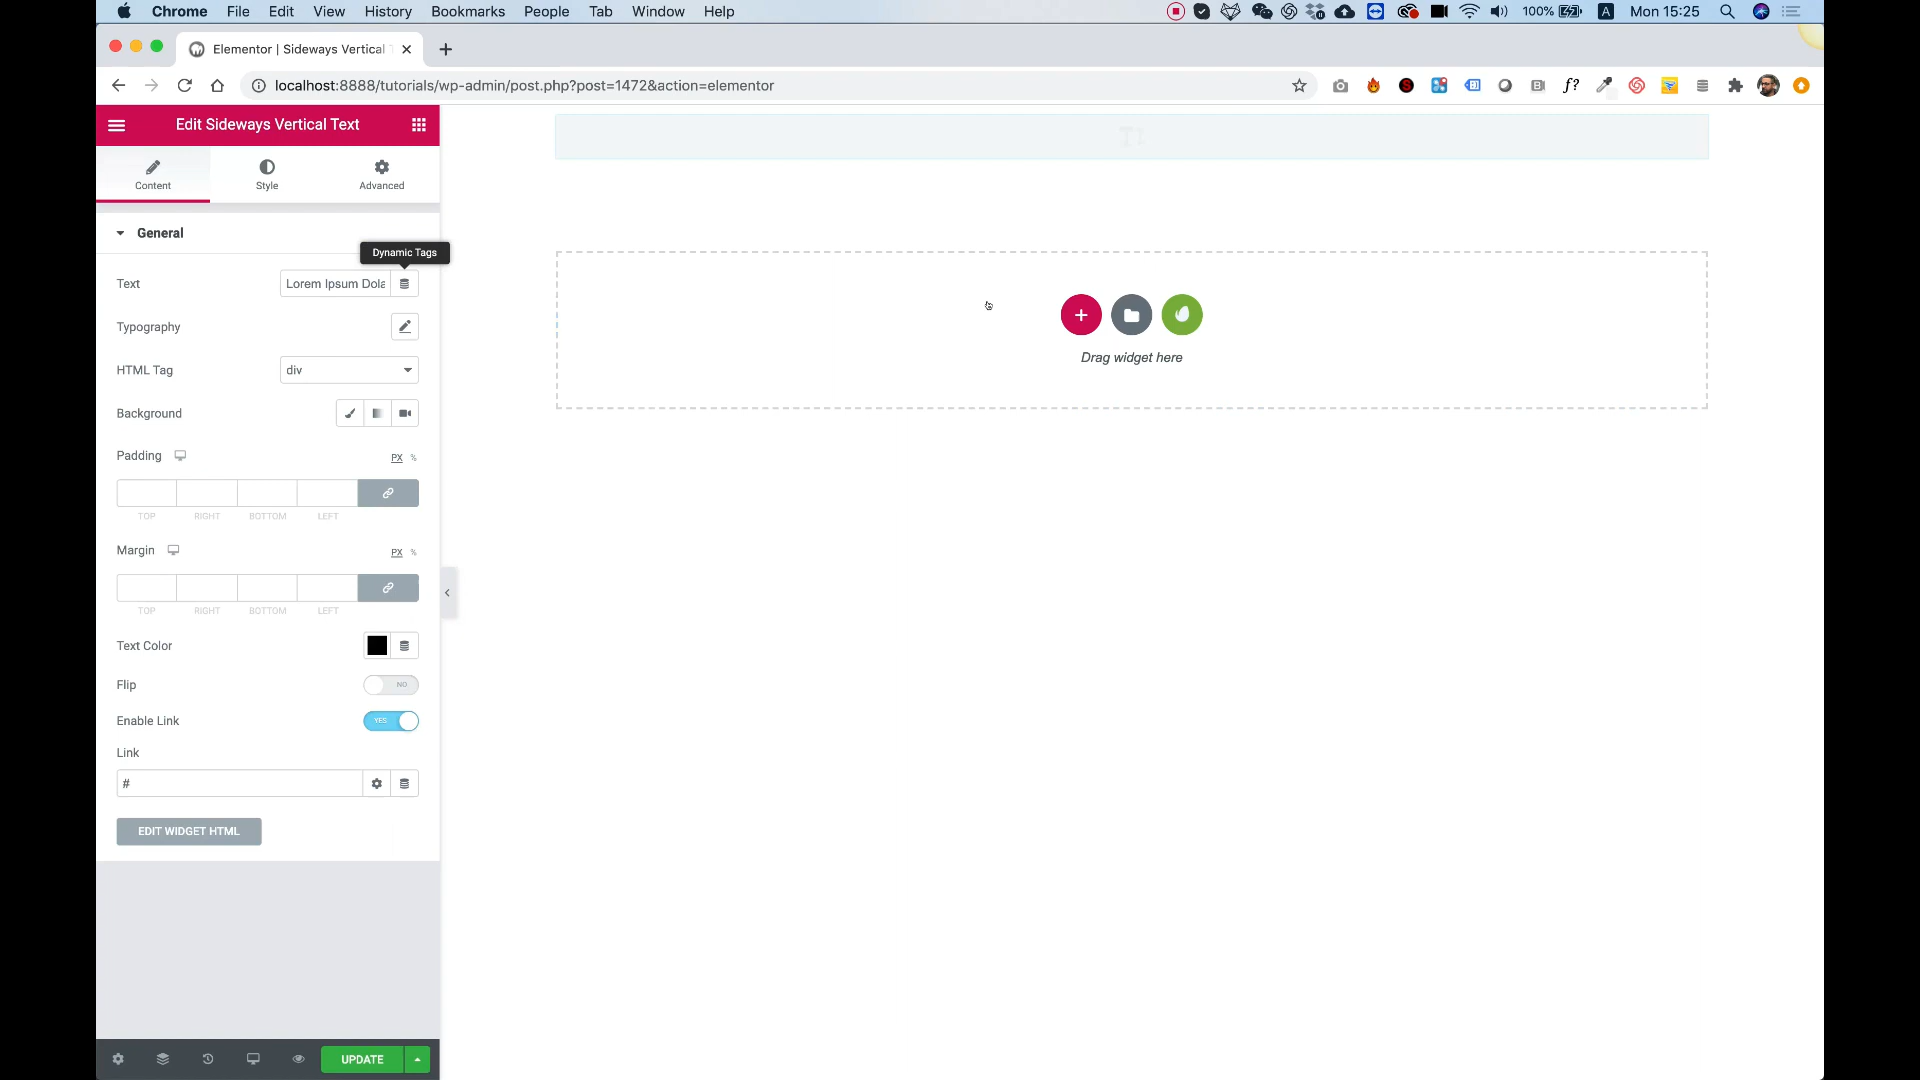 Chrome File Edit View History Bookmarks People Tab Window Help 100% A Mon 15:25
Elementor | Sideways Vertical
localhost:8888/tutorials/wp-admin/post.php?post=1472&action=elementor
Edit Sideways Vertical Text
Content Style Advanced
General
Dynamic Tags
Text Lorem Ipsum Dola
Typography
HTML Tag div
Background
Padding PX %
TOP RIGHT BOTTOM LEFT
Margin PX %
TOP RIGHT BOTTOM LEFT
Text Color
Flip NO
Enable Link YES
Link
#
EDIT WIDGET HTML
UPDATE
Drag widget here